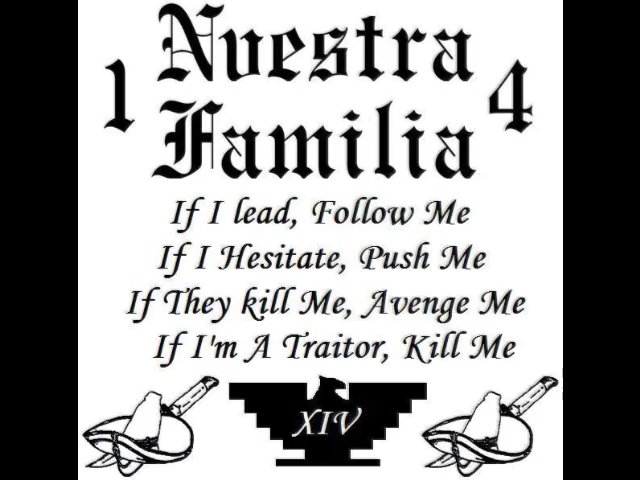 Nuestra
1 4
Familia
If I lead, Follow Me
If I Hesitate, Push Me
If They kill Me, Avenge Me
If I'm A Traitor, Kill Me
XIV